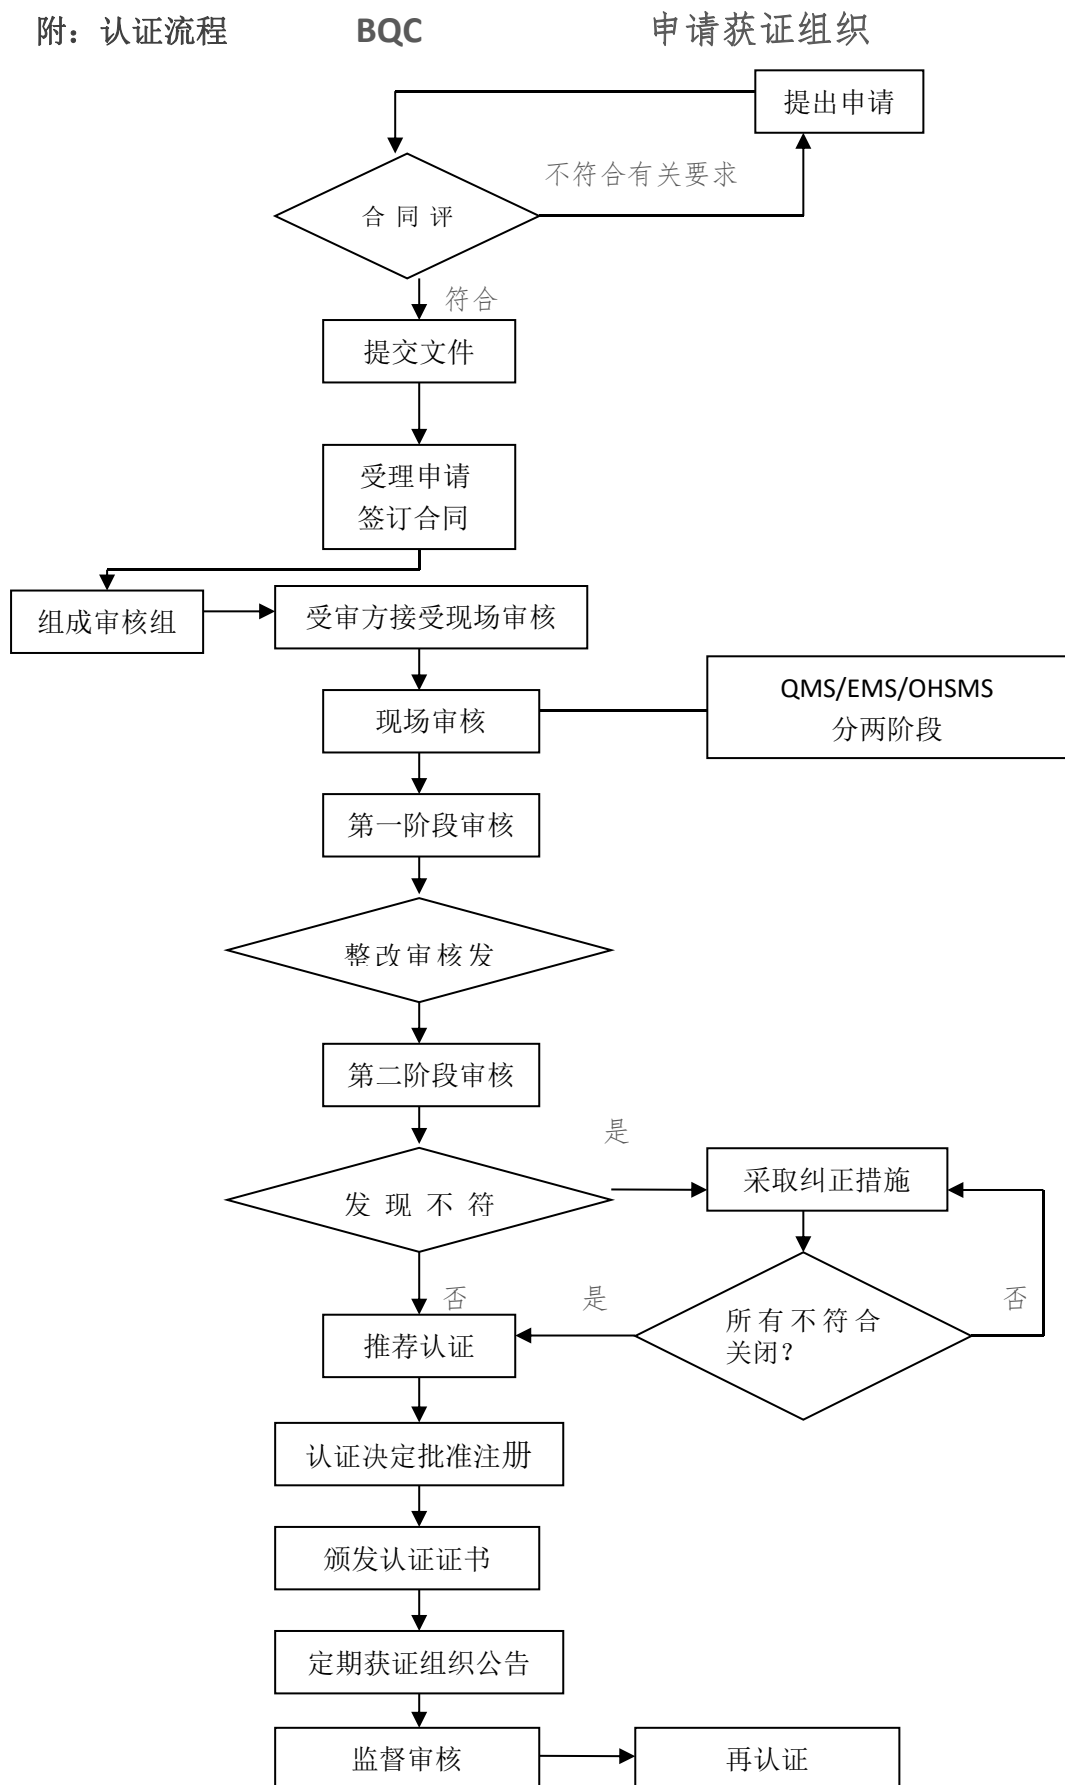 附：认证流程 BQC 申请获证组织
提出申请
不符合有关要求
合 同 评
符合
提交文件
受理申请
签订合同
组成审核组
受审方接受现场审核
现场审核
QMS/EMS/OHSMS
分两阶段
第一阶段审核
整改审核发
第二阶段审核
是
采取纠正措施
发 现 不 符
否
是
否
所有不符合
关闭？
推荐认证
认证决定批准注册
颁发认证证书
定期获证组织公告
监督审核
再认证